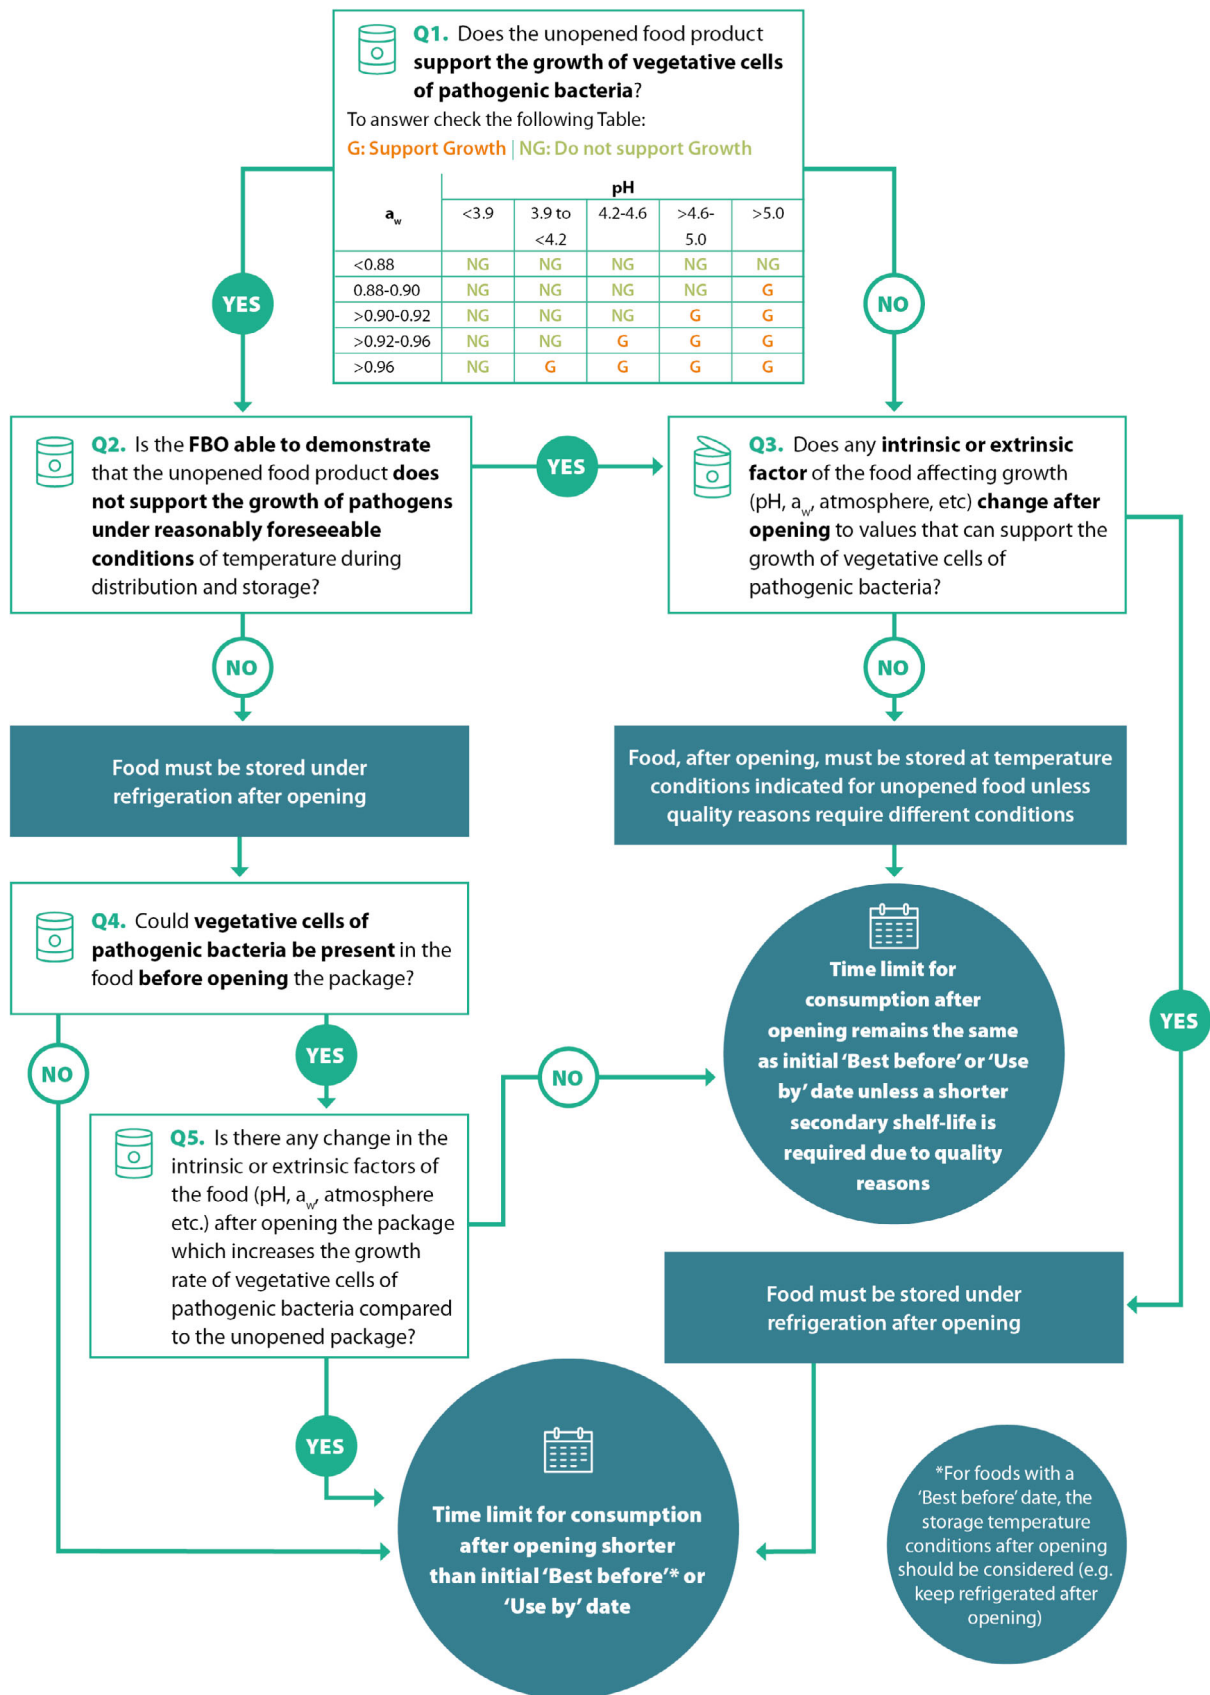 Q1. Does the unopened food product
support the growth of vegetative cells
of pathogenic bacteria?
To answer check the following Table:
G: Support Growth | NG: Do not support Growth
pH
aw <3.9 3.9 to <4.2 4.2-4.6 >4.6-5.0 >5.0
<0.88 NG NG NG NG NG
0.88-0.90 NG NG NG NG G
>0.90-0.92 NG NG NG G G
>0.92-0.96 NG NG G G G
>0.96 NG G G G G
YES
NO
Q2. Is the FBO able to demonstrate
that the unopened food product does
not support the growth of pathogens
under reasonably foreseeable
conditions of temperature during
distribution and storage?
YES
Q3. Does any intrinsic or extrinsic
factor of the food affecting growth
(pH, aw, atmosphere, etc) change after
opening to values that can support the
growth of vegetative cells of
pathogenic bacteria?
NO
NO
Food must be stored under
refrigeration after opening
Food, after opening, must be stored at temperature
conditions indicated for unopened food unless
quality reasons require different conditions
Q4. Could vegetative cells of
pathogenic bacteria be present in the
food before opening the package?
Time limit for
consumption after
opening remains the same
as initial ‘Best before’ or ‘Use
by’ date unless a shorter
secondary shelf-life is
required due to quality
reasons
YES
NO
YES
NO
Q5. Is there any change in the
intrinsic or extrinsic factors of
the food (pH, aw, atmosphere
etc.) after opening the package
which increases the growth
rate of vegetative cells of
pathogenic bacteria compared
to the unopened package?
Food must be stored under
refrigeration after opening
YES
Time limit for consumption
after opening shorter
than initial ‘Best before’* or
‘Use by’ date
*For foods with a
‘Best before’ date, the
storage temperature
conditions after opening
should be considered (e.g.
keep refrigerated after
opening)